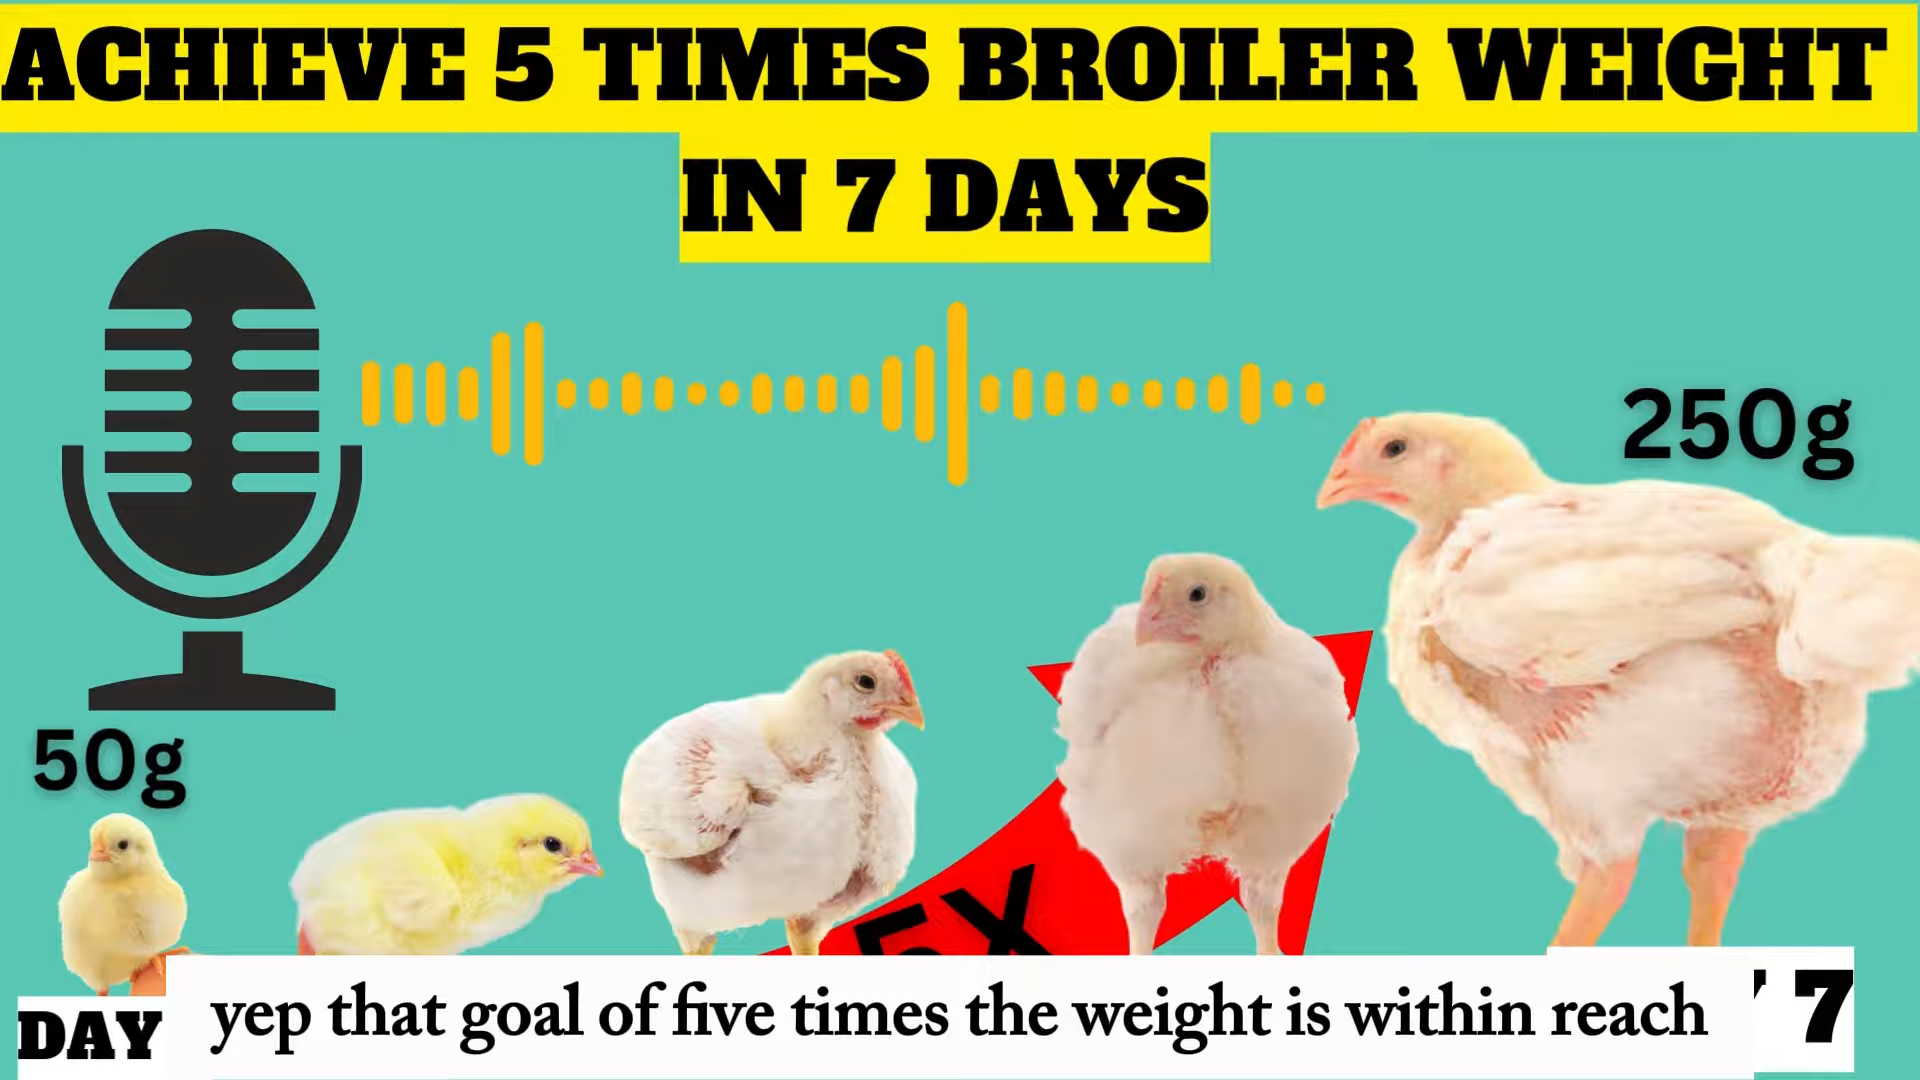 ACHIEVE 5 TIMES BROILER WEIGHT
IN 7 DAYS
250g
50g
5X
DAY
7
yep that goal of five times the weight is within reach